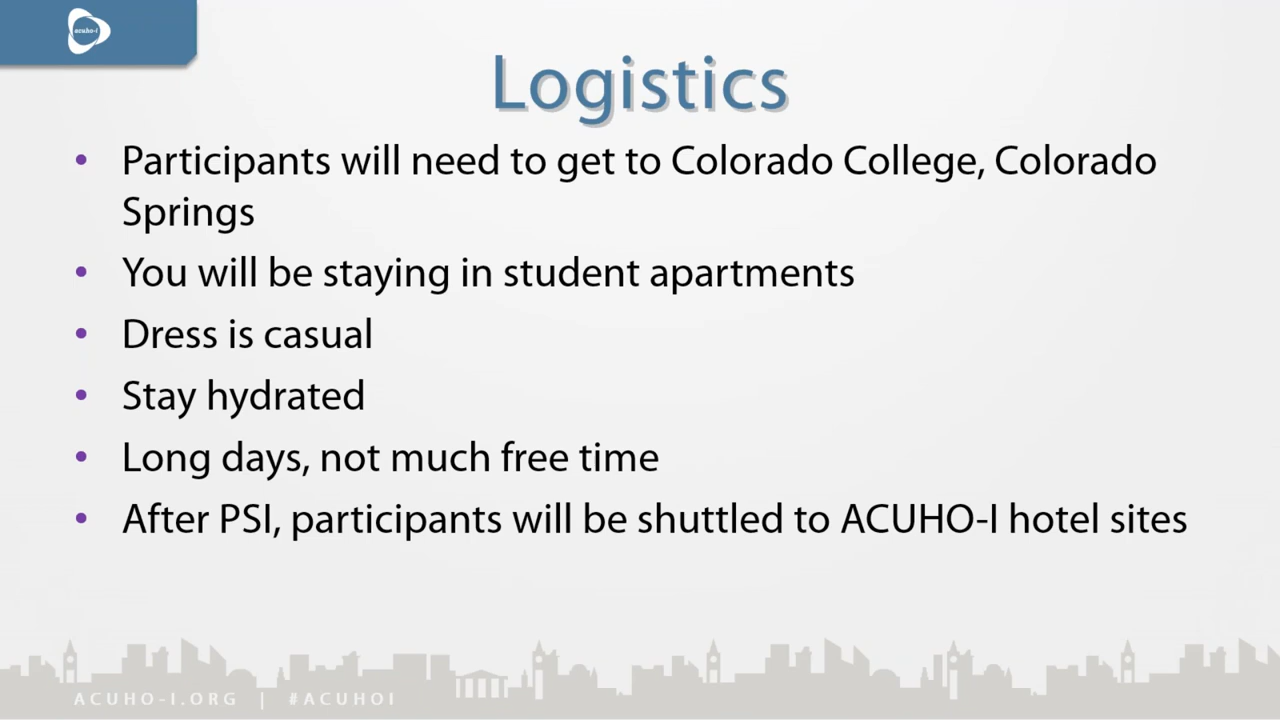 acuho-i
Logistics
• Participants will need to get to Colorado College, Colorado
Springs
• You will be staying in student apartments
• Dress is casual
• Stay hydrated
• Long days, not much free time
• After PSI, participants will be shuttled to ACUHO-I hotel sites
ACUHO-I.ORG | #ACUHOI